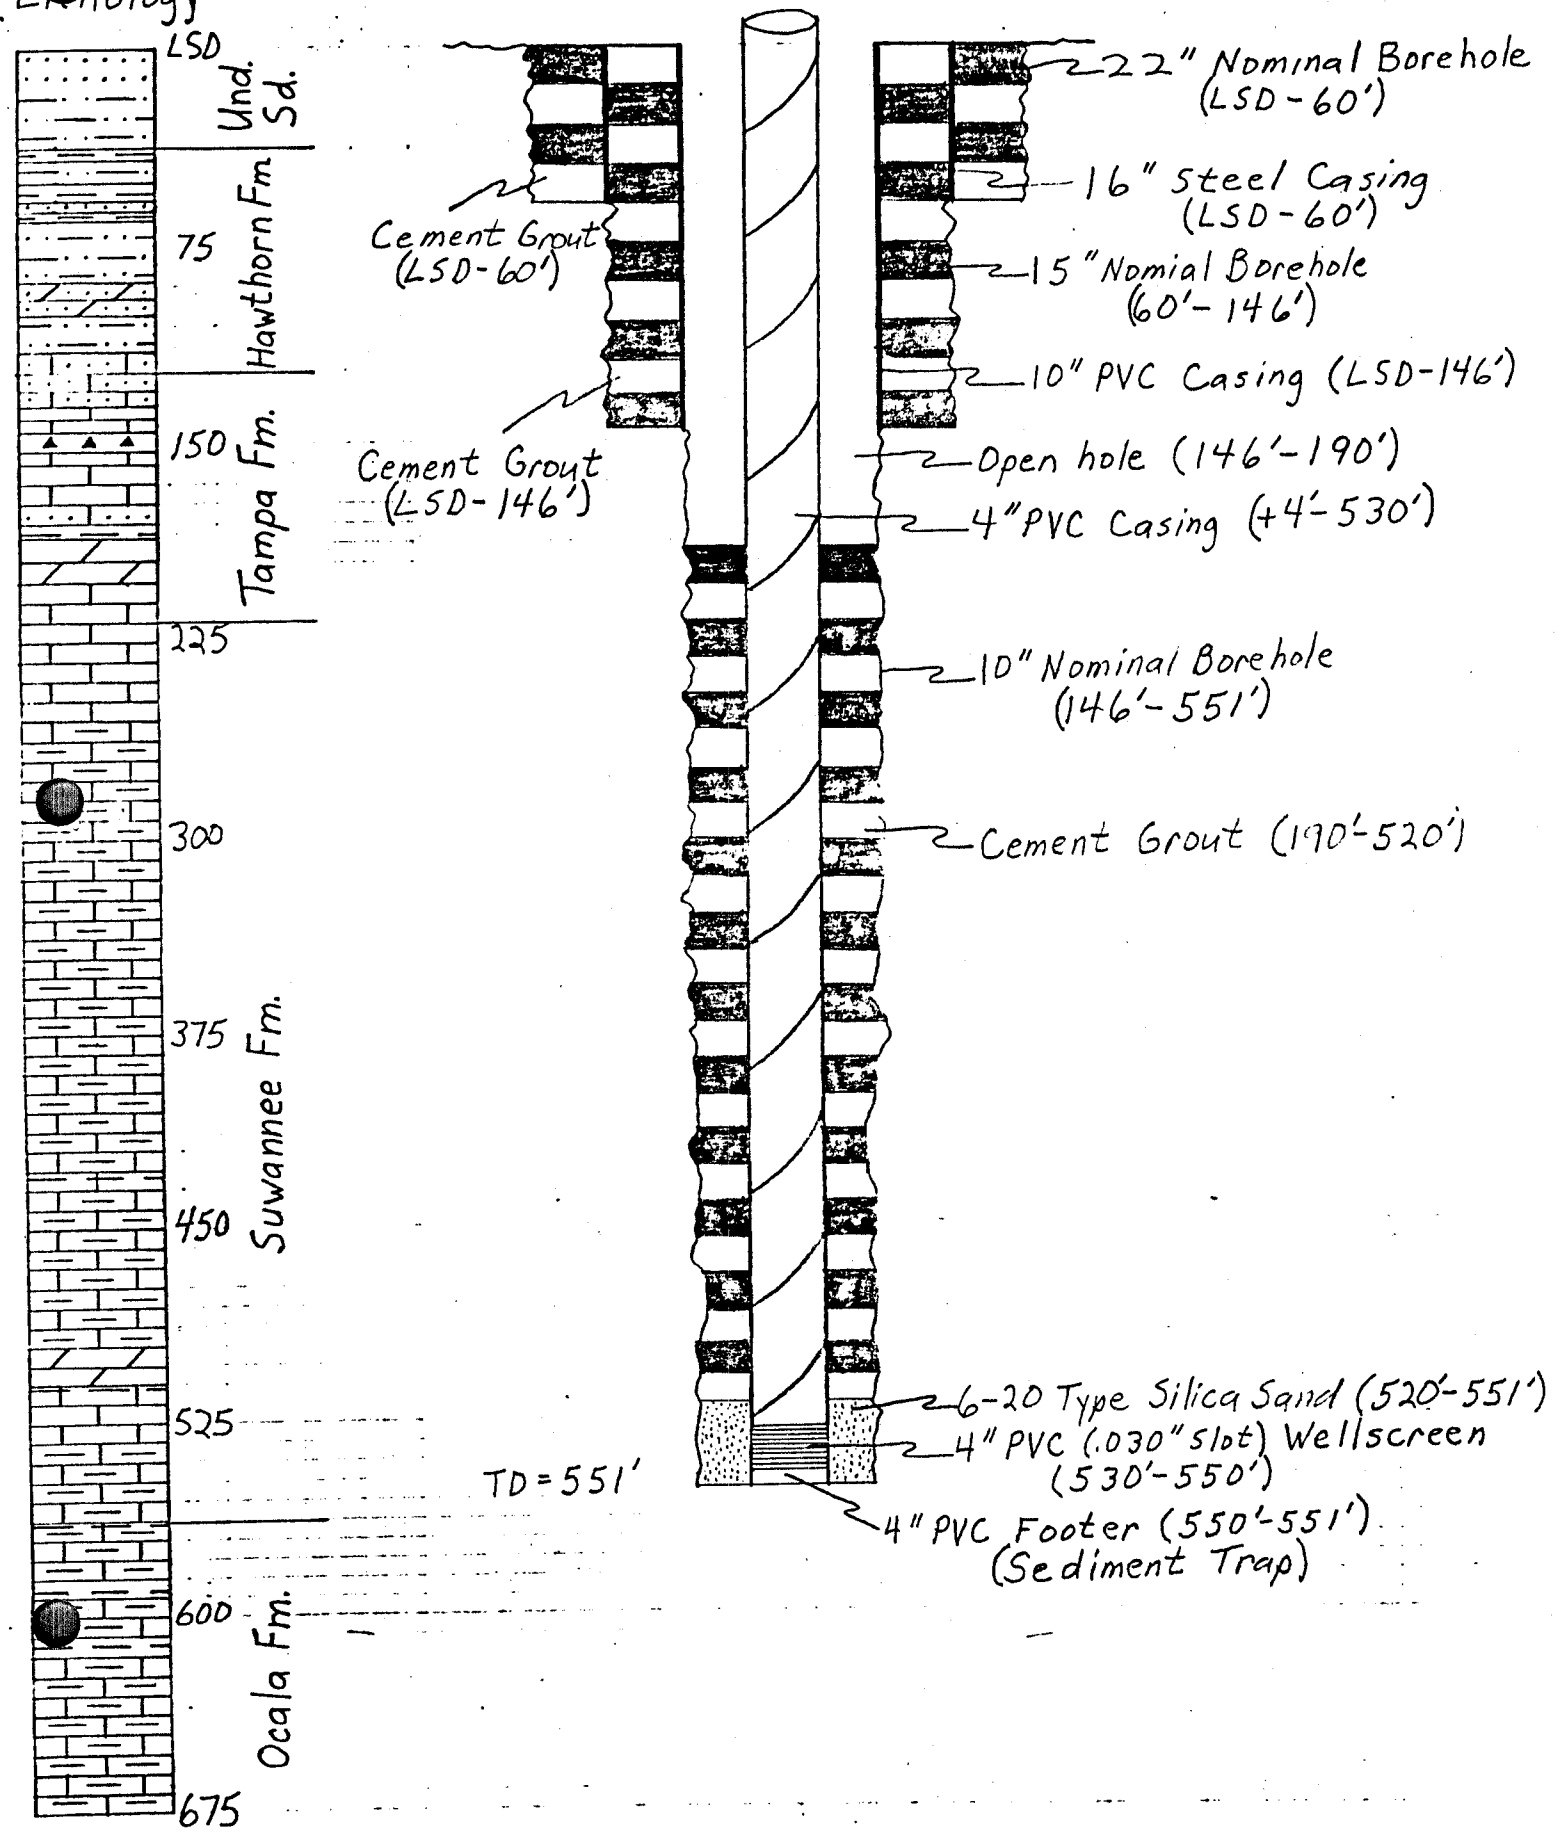 Lithology
LSD
Und.
Sd.
Hawthorn Fm
75
Tampa Fm.
150
225
300
Suwannee Fm.
375
450
525
Ocala Fm.
600
675
Cement Grout
(LSD-60')
Cement Grout
(LSD-146')
TD = 551'
22" Nominal Borehole
(LSD-60')
16" Steel Casing
(LSD-60')
15" Nomial Borehole
(60'-146')
10" PVC Casing (LSD-146')
Open hole (146'-190')
4" PVC Casing (+4'-530')
10" Nominal Borehole
(146'-551')
Cement Grout (190'-520')
6-20 Type Silica Sand (520'-551')
4" PVC (.030" Slot) Wellscreen
(530'-550')
4" PVC Footer (550'-551')
(Sediment Trap)